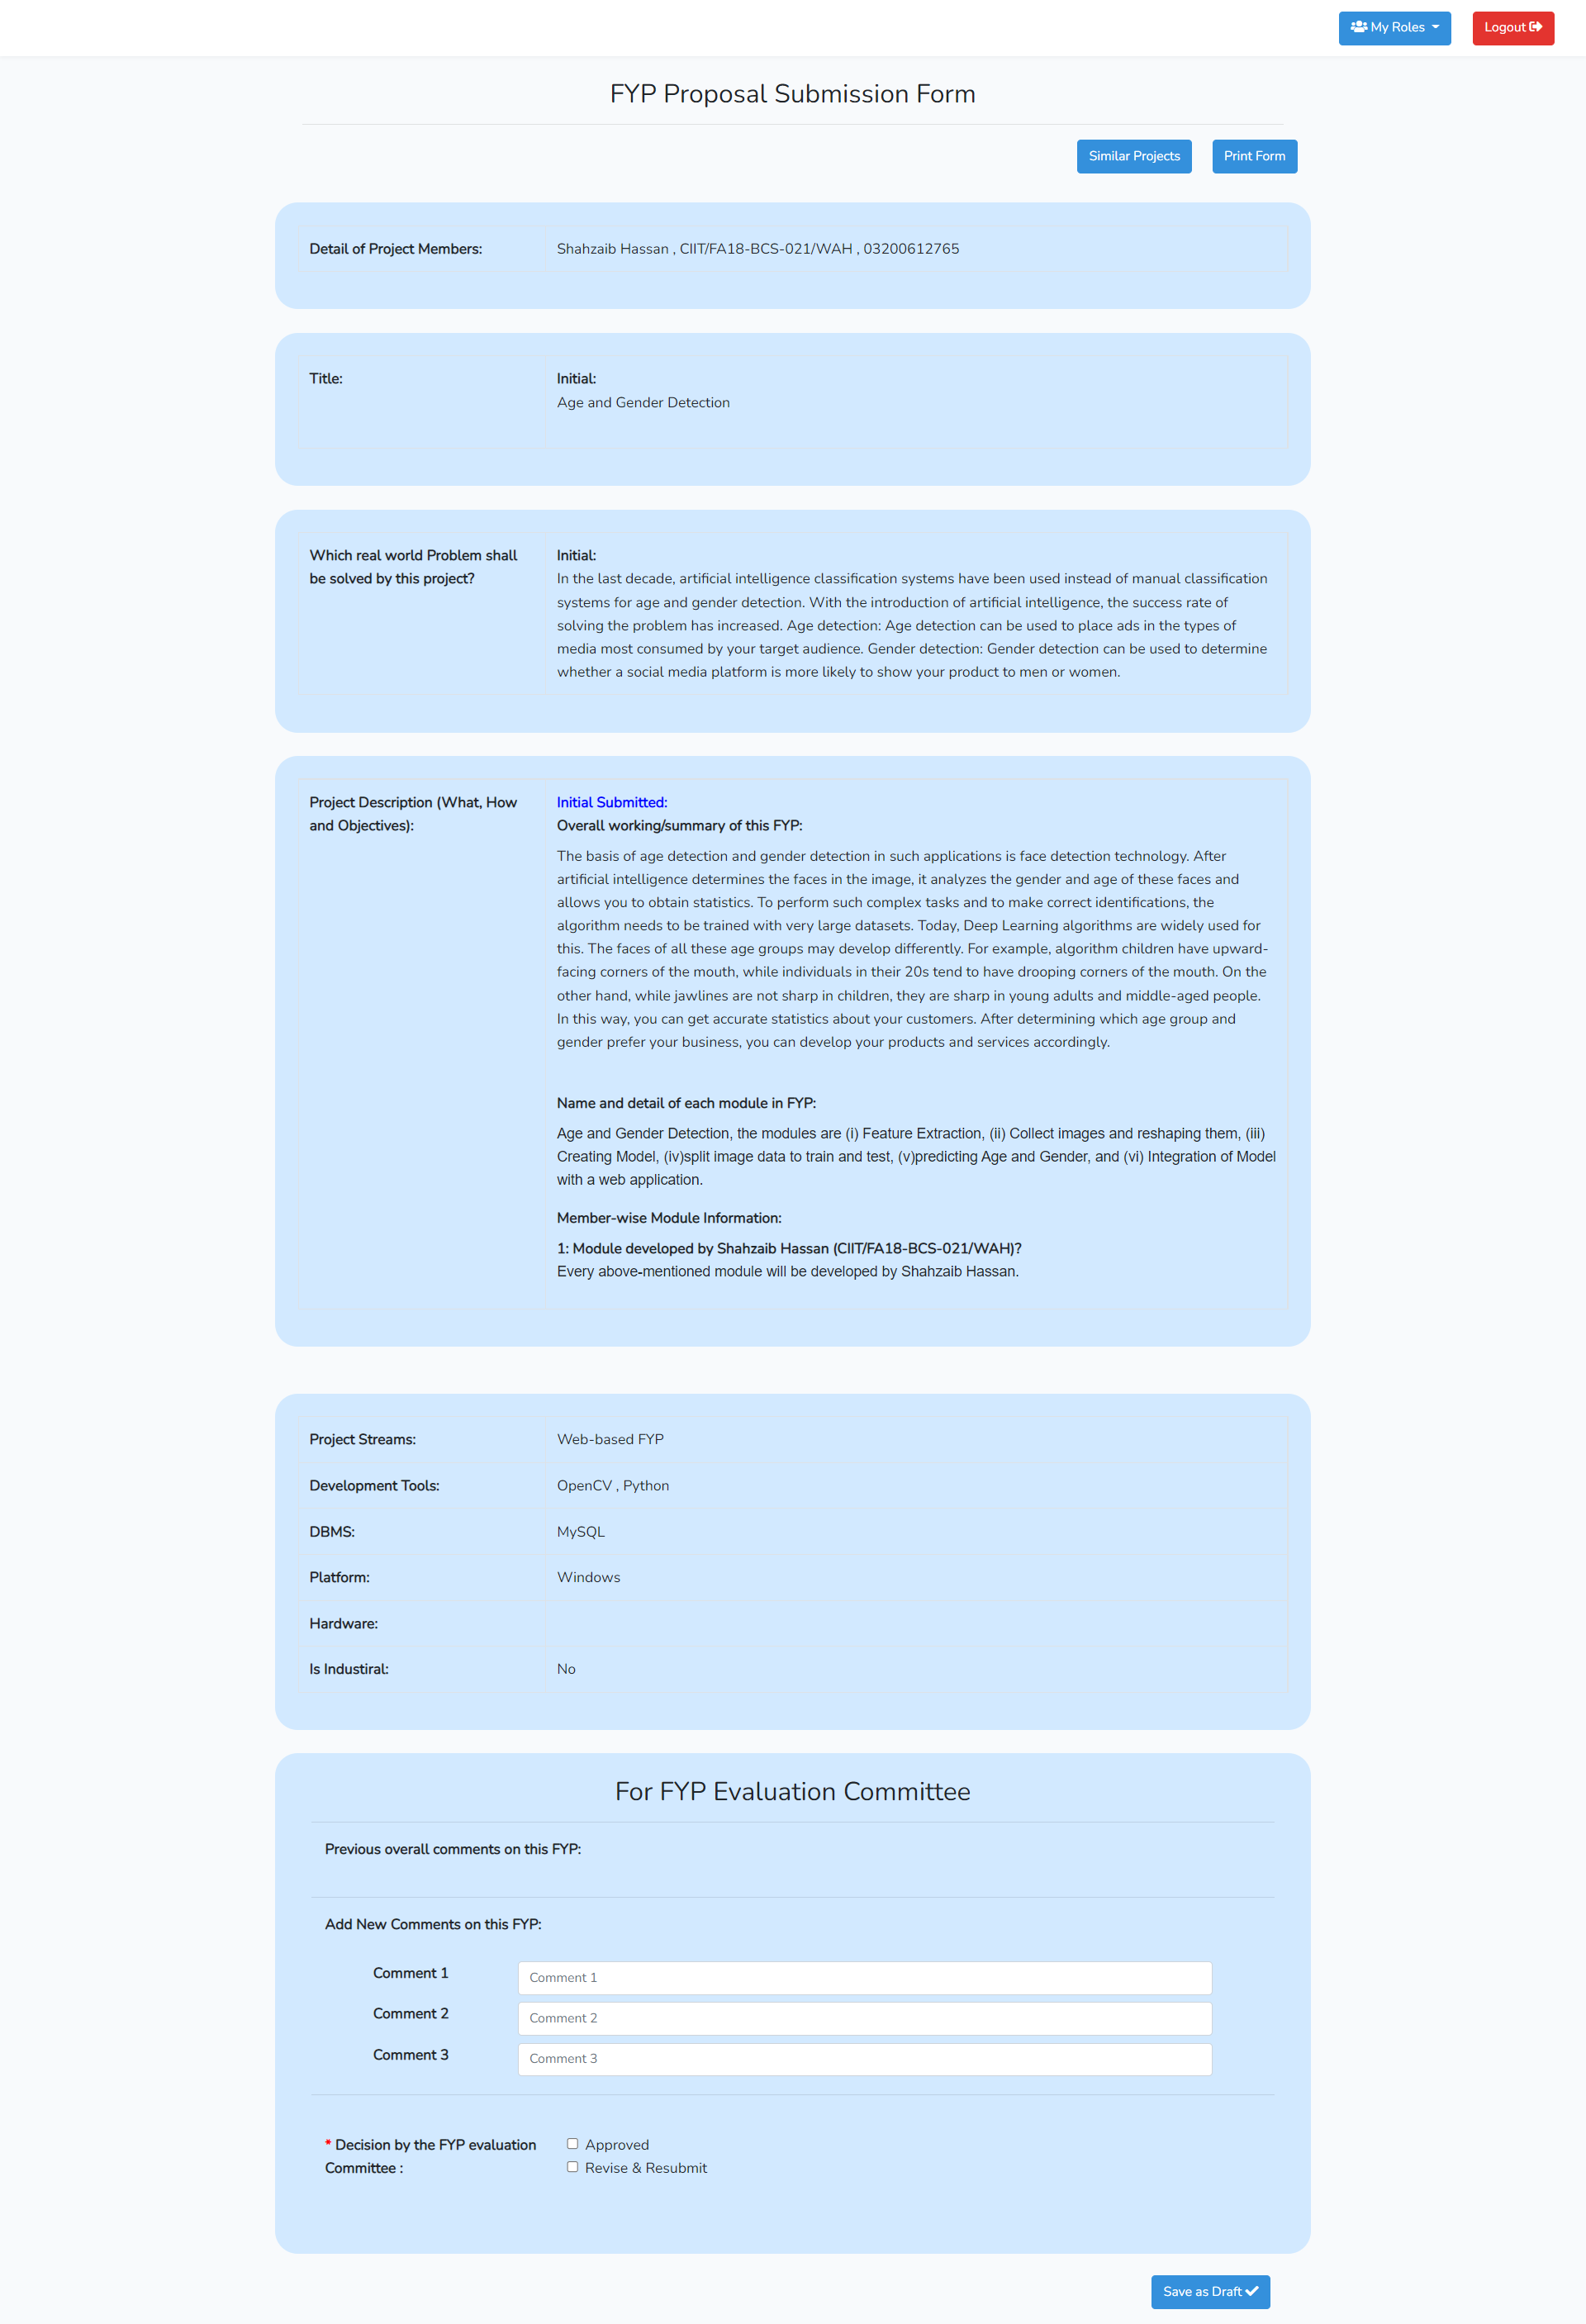 My Roles
Logout
FYP Proposal Submission Form
Similar Projects
Print Form
Detail of Project Members:
Shahzaib Hassan , CIIT/FA18-BCS-021/WAH , 03200612765
Title:
Initial:
Age and Gender Detection
Which real world Problem shall
be solved by this project?
Initial:
In the last decade, artificial intelligence classification systems have been used instead of manual classification
systems for age and gender detection. With the introduction of artificial intelligence, the success rate of
solving the problem has increased. Age detection: Age detection can be used to place ads in the types of
media most consumed by your target audience. Gender detection: Gender detection can be used to determine
whether a social media platform is more likely to show your product to men or women.
Project Description (What, How
and Objectives):
Initial Submitted:
Overall working/summary of this FYP:
The basis of age detection and gender detection in such applications is face detection technology. After
artificial intelligence determines the faces in the image, it analyzes the gender and age of these faces and
allows you to obtain statistics. To perform such complex tasks and to make correct identifications, the
algorithm needs to be trained with very large datasets. Today, Deep Learning algorithms are widely used for
this. The faces of all these age groups may develop differently. For example, algorithm children have upward-
facing corners of the mouth, while individuals in their 20s tend to have drooping corners of the mouth. On the
other hand, while jawlines are not sharp in children, they are sharp in young adults and middle-aged people.
In this way, you can get accurate statistics about your customers. After determining which age group and
gender prefer your business, you can develop your products and services accordingly.
Name and detail of each module in FYP:
Age and Gender Detection, the modules are (i) Feature Extraction, (ii) Collect images and reshaping them, (iii)
Creating Model, (iv)split image data to train and test, (v)predicting Age and Gender, and (vi) Integration of Model
with a web application.
Member-wise Module Information:
1: Module developed by Shahzaib Hassan (CIIT/FA18-BCS-021/WAH)?
Every above-mentioned module will be developed by Shahzaib Hassan.
Project Streams:
Web-based FYP
Development Tools:
OpenCV , Python
DBMS:
MySQL
Platform:
Windows
Hardware:
Is Industiral:
No
For FYP Evaluation Committee
Previous overall comments on this FYP:
Add New Comments on this FYP:
Comment 1
Comment 1
Comment 2
Comment 2
Comment 3
Comment 3
* Decision by the FYP evaluation
Committee :
Approved
Revise & Resubmit
Save as Draft